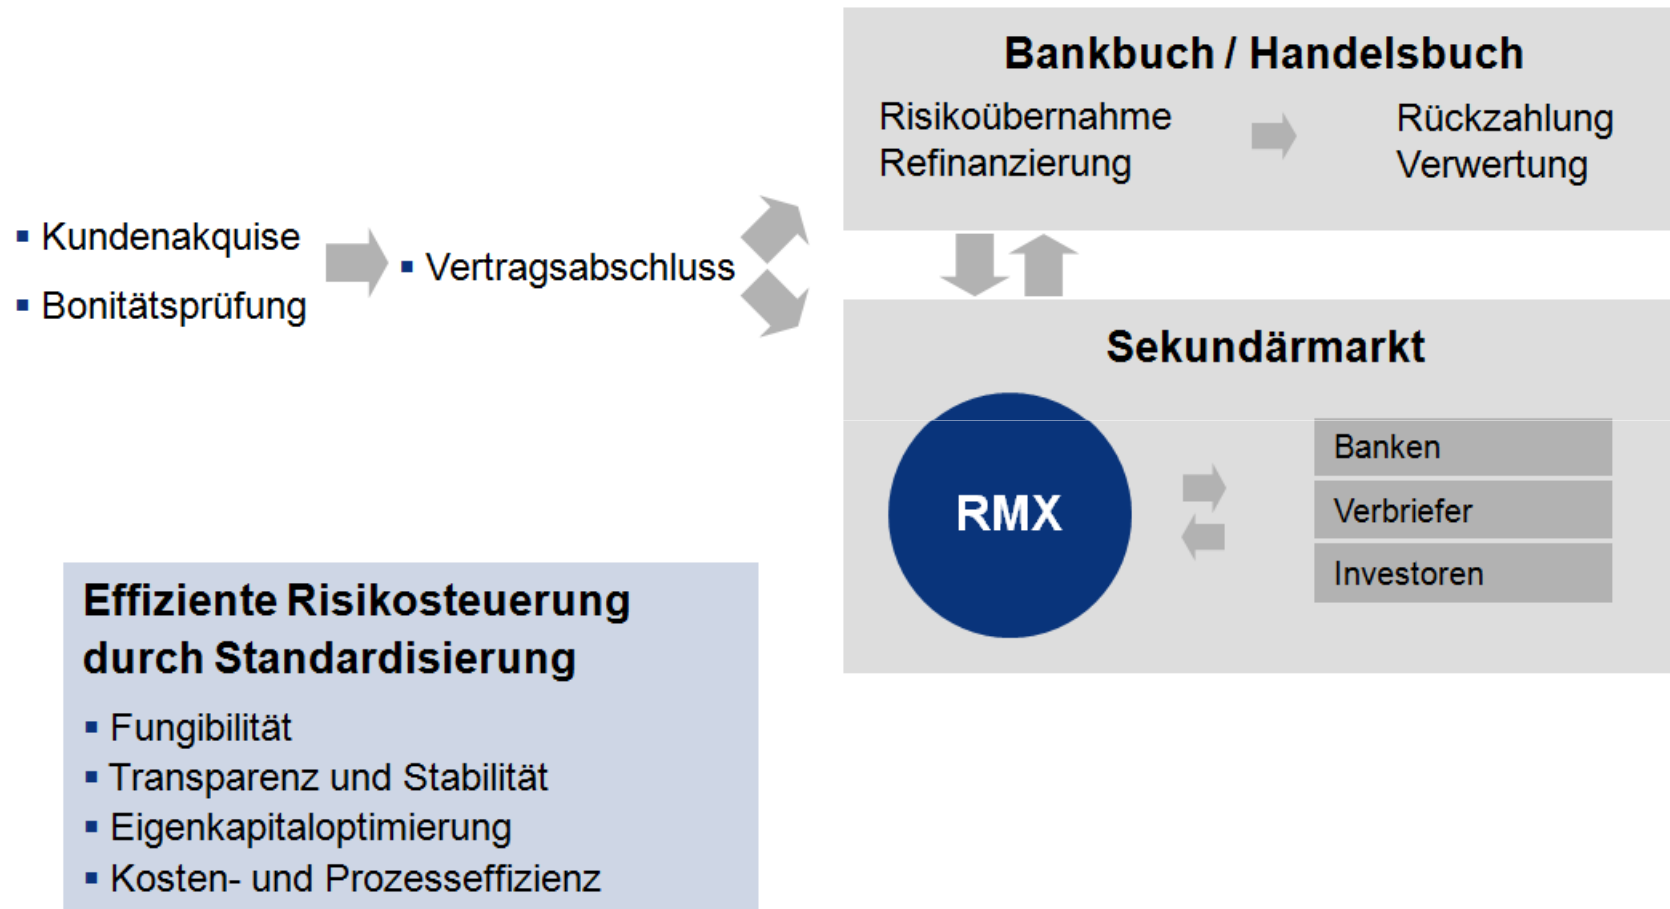 Kundenakquise
Bonitätsprüfung
Vertragsabschluss
Bankbuch / Handelsbuch
Risikoübernahme
Refinanzierung
Rückzahlung
Verwertung
Sekundärmarkt
RMX
Banken
Verbriefer
Investoren
Effiziente Risikosteuerung
durch Standardisierung
Fungibilität
Transparenz und Stabilität
Eigenkapitaloptimierung
Kosten- und Prozesseffizienz